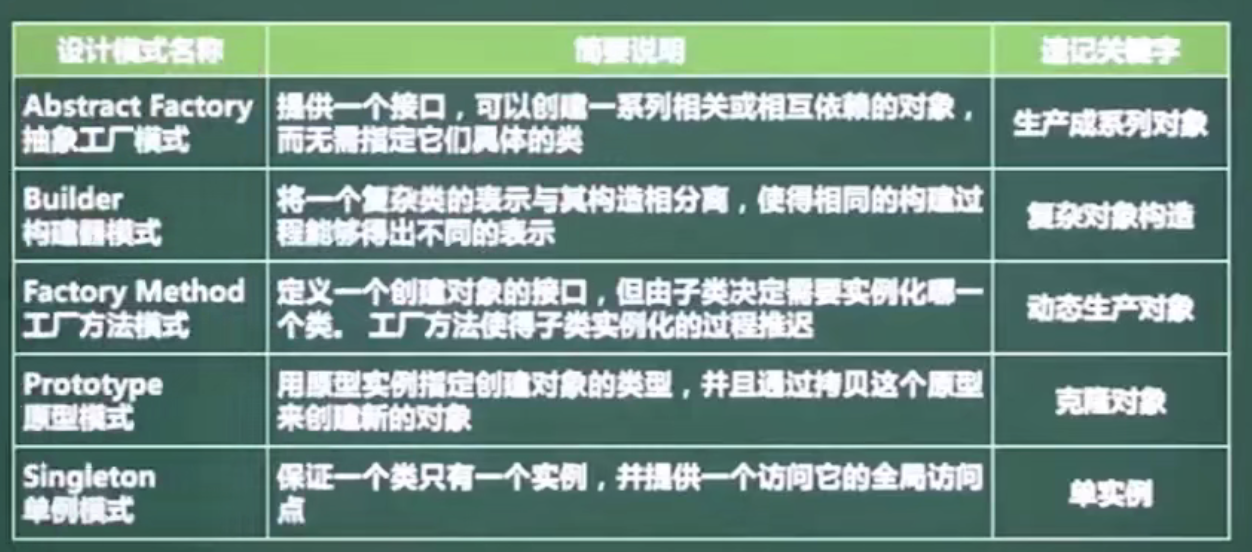 设计模式名称 简要说明 速记关键字
Abstract Factory
抽象工厂模式
提供一个接口，可以创建一系列相关或相互依赖的对象，
而无需指定它们具体的类
生产成系列对象
Builder
构建器模式
将一个复杂类的表示与其构造相分离，使得相同的构建过
程能够得出不同的表示
复杂对象构造
Factory Method
工厂方法模式
定义一个创建对象的接口，但由子类决定需要实例化哪一
个类。 工厂方法使得子类实例化的过程推迟
动态生产对象
Prototype
原型模式
用原型实例指定创建对象的类型，并且通过拷贝这个原型
来创建新的对象
克隆对象
Singleton
单例模式
保证一个类只有一个实例，并提供一个访问它的全局访问
点
单实例